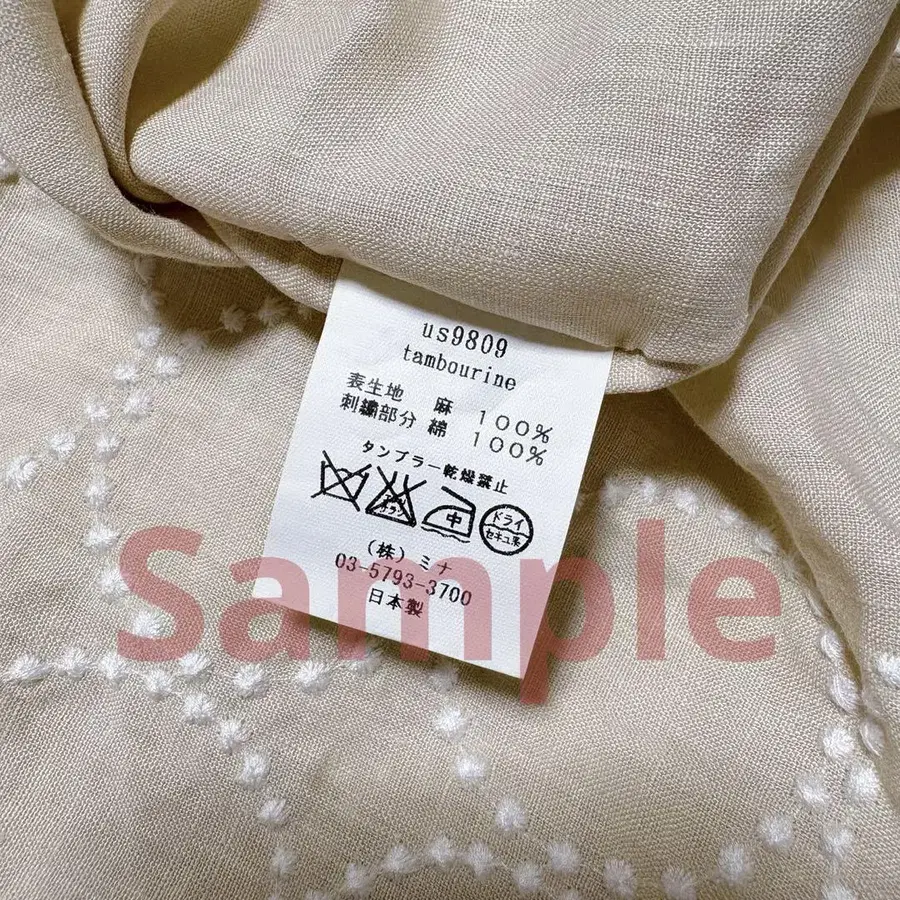 us9809
tambourine
表生地 麻 100%
刺繍部分 綿 100%
タンブラー乾燥禁止
中
ドライ
セキユ系
(株)ミナ
03-5793-3700
日本製
Sample